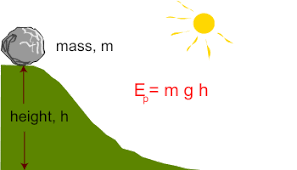 mass, m
Ep = m g h
height, h